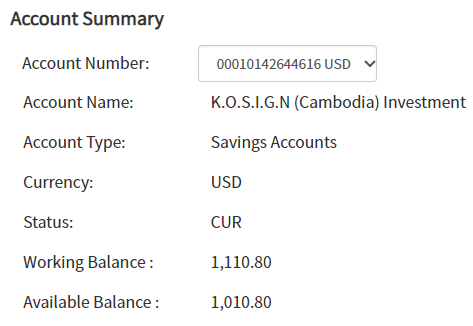 Account Summary
Account Number: 00010142644616 USD
Account Name: K.O.S.I.G.N (Cambodia) Investment
Account Type: Savings Accounts
Currency: USD
Status: CUR
Working Balance : 1,110.80
Available Balance : 1,010.80